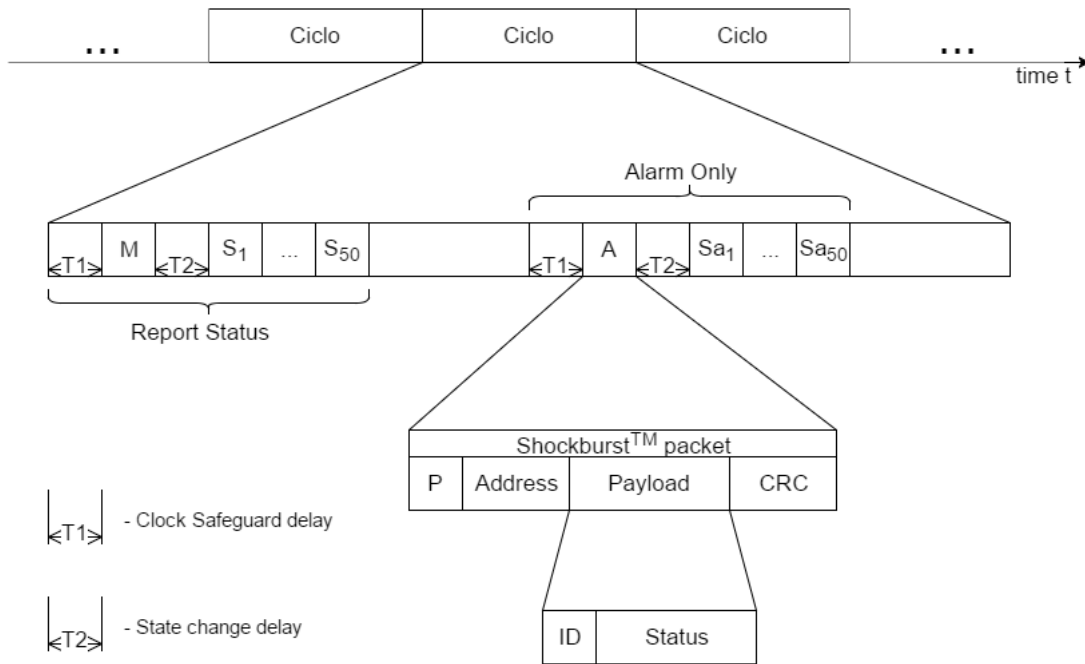 ... Ciclo Ciclo Ciclo ...
time t
Alarm Only
T1 M T2 S1 ... S50 T1 A T2 Sa1 ... Sa50
Report Status
Shockburst™ packet
P Address Payload CRC
T1 - Clock Safeguard delay
ID Status
T2 - State change delay